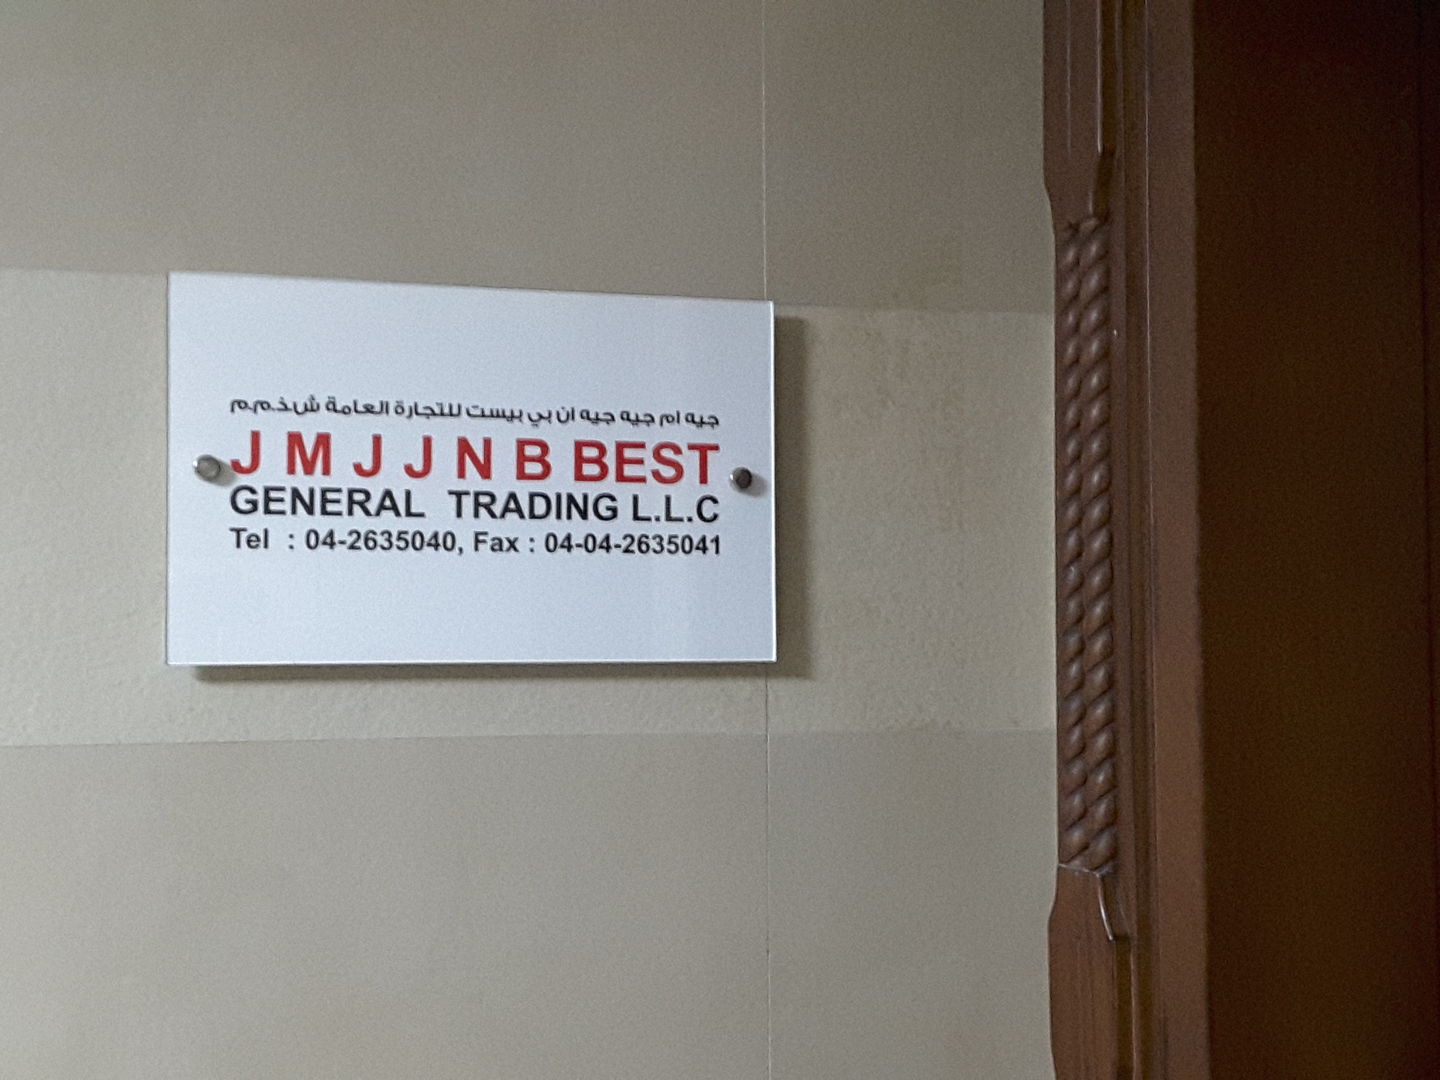 جيه ام جيه جيه ان بي بيست للتجارة العامة ش.ذ.م.م
J M J J N B BEST
GENERAL TRADING L.L.C
Tel : 04-2635040, Fax : 04-04-2635041